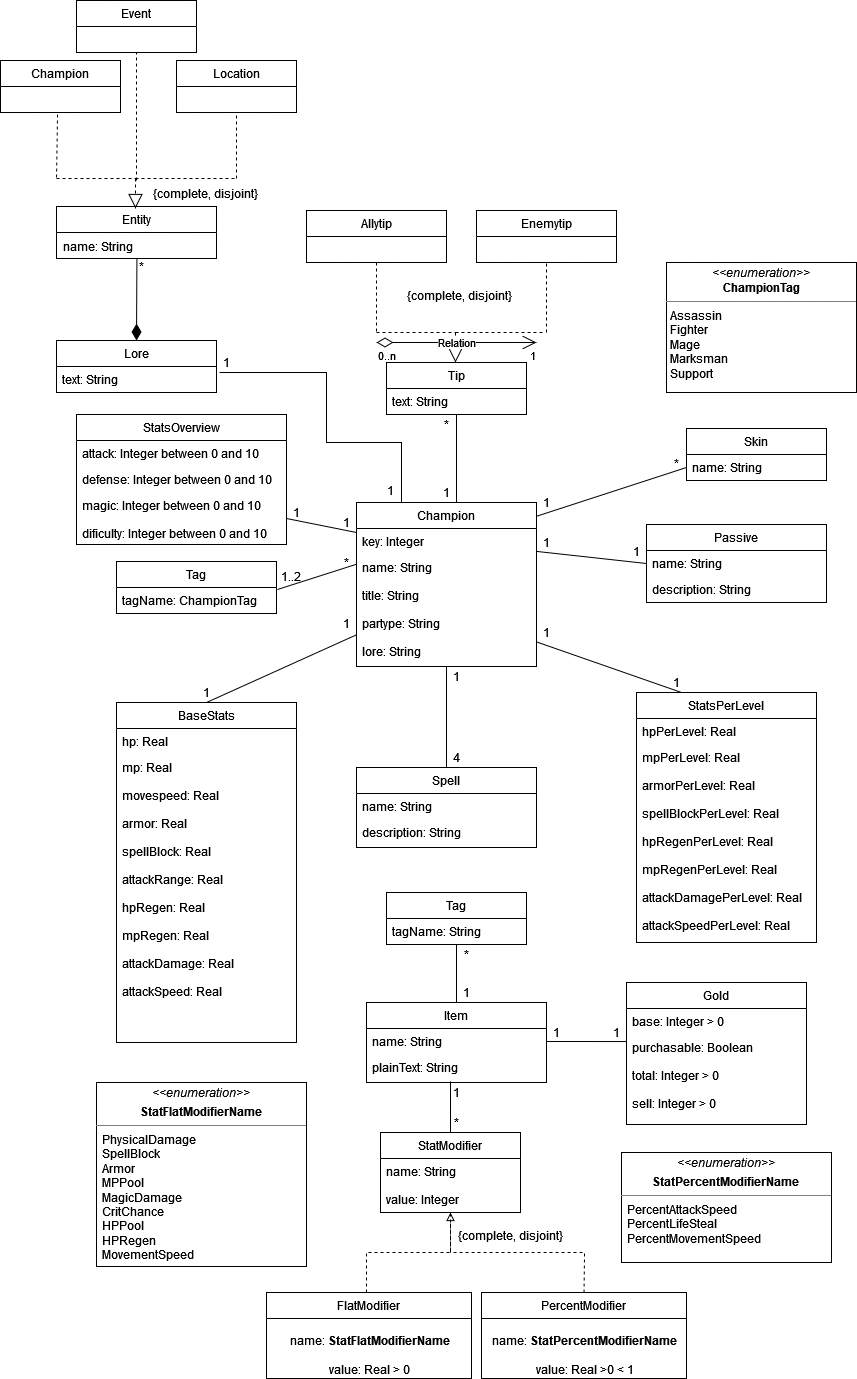 Event
Champion
Location
{complete, disjoint}
Entity
name: String
*
Lore
text: String
1
Allytip
Enemytip
{complete, disjoint}
Relation
0..n
1
Tip
text: String
*
<<enumeration>>
ChampionTag
Assassin
Fighter
Mage
Marksman
Support
StatsOverview
attack: Integer between 0 and 10
defense: Integer between 0 and 10
magic: Integer between 0 and 10
dificulty: Integer between 0 and 10
1
1
Tag
tagName: ChampionTag
1..2
*
1
1
Champion
key: Integer
name: String
title: String
partype: String
lore: String
1
*
Skin
name: String
1
1
Passive
name: String
description: String
1
1
BaseStats
hp: Real
mp: Real
movespeed: Real
armor: Real
spellBlock: Real
attackRange: Real
hpRegen: Real
mpRegen: Real
attackDamage: Real
attackSpeed: Real
1
4
Spell
name: String
description: String
1
1
StatsPerLevel
hpPerLevel: Real
mpPerLevel: Real
armorPerLevel: Real
spellBlockPerLevel: Real
hpRegenPerLevel: Real
mpRegenPerLevel: Real
attackDamagePerLevel: Real
attackSpeedPerLevel: Real
Tag
tagName: String
*
1
Item
name: String
plainText: String
1
1
Gold
base: Integer > 0
purchasable: Boolean
total: Integer > 0
sell: Integer > 0
1
*
<<enumeration>>
StatFlatModifierName
PhysicalDamage
SpellBlock
Armor
MPPool
MagicDamage
CritChance
HPPool
HPRegen
MovementSpeed
StatModifier
name: String
value: Integer
{complete, disjoint}
<<enumeration>>
StatPercentModifierName
PercentAttackSpeed
PercentLifeSteal
PercentMovementSpeed
FlatModifier
name: StatFlatModifierName
value: Real > 0
PercentModifier
name: StatPercentModifierName
value: Real >0 < 1